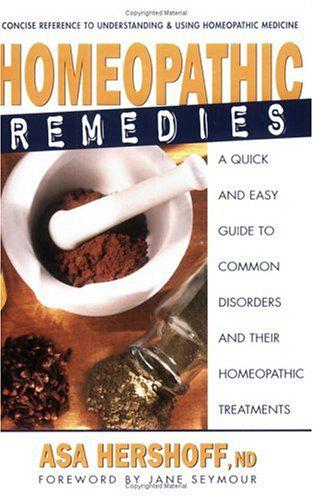 CONCISE REFERENCE TO UNDERSTANDING & USING HOMEOPATHIC MEDICINE
HOMEOPATHIC
REMEDIES
A QUICK
AND EASY
GUIDE TO
COMMON
DISORDERS
AND THEIR
HOMEOPATHIC
TREATMENTS
ASA HERSHOFF, ND
FOREWORD BY JANE SEYMOUR